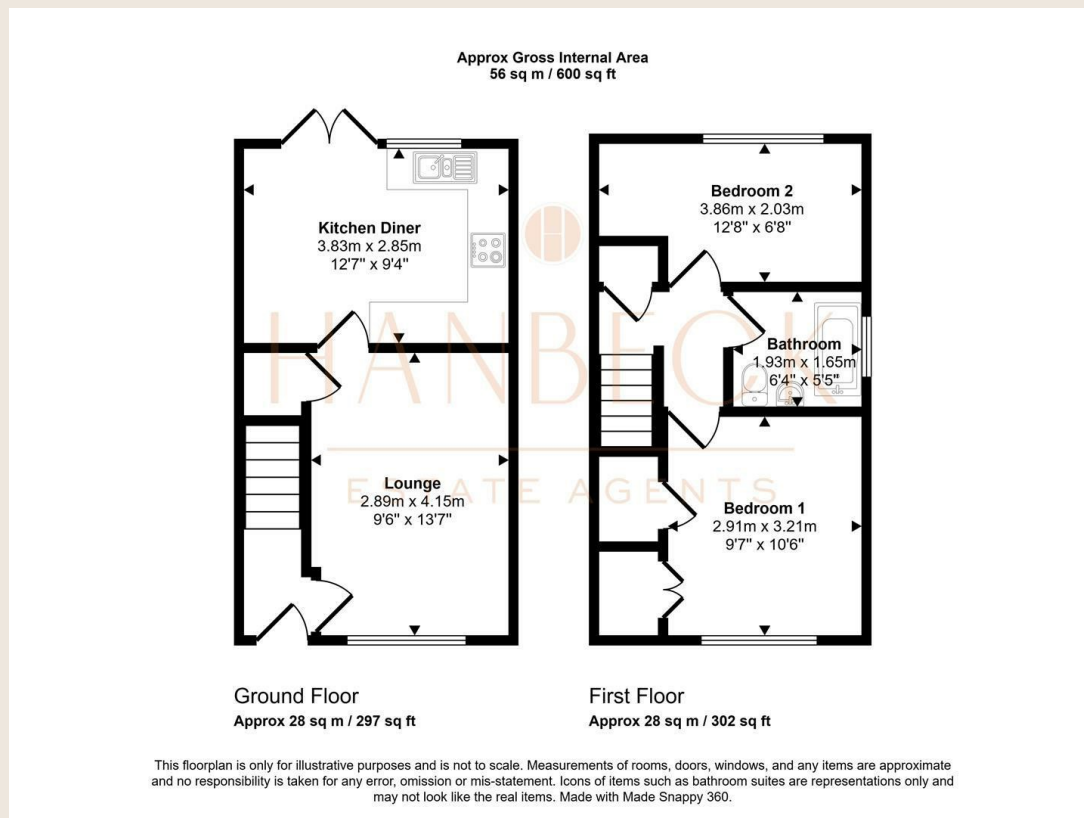 Approx Gross Internal Area
56 sq m / 600 sq ft
Kitchen Diner
3.83m x 2.85m
12'7" x 9'4"
Lounge
2.89m x 4.15m
9'6" x 13'7"
Bedroom 2
3.86m x 2.03m
12'8" x 6'8"
Bathroom
1.93m x 1.65m
6'4" x 5'5"
Bedroom 1
2.91m x 3.21m
9'7" x 10'6"
HANBECK
ESTATE AGENTS
Ground Floor
Approx 28 sq m / 297 sq ft
First Floor
Approx 28 sq m / 302 sq ft
This floorplan is only for illustrative purposes and is not to scale. Measurements of rooms, doors, windows, and any items are approximate
and no responsibility is taken for any error, omission or mis-statement. Icons of items such as bathroom suites are representations only and
may not look like the real items. Made with Made Snappy 360.